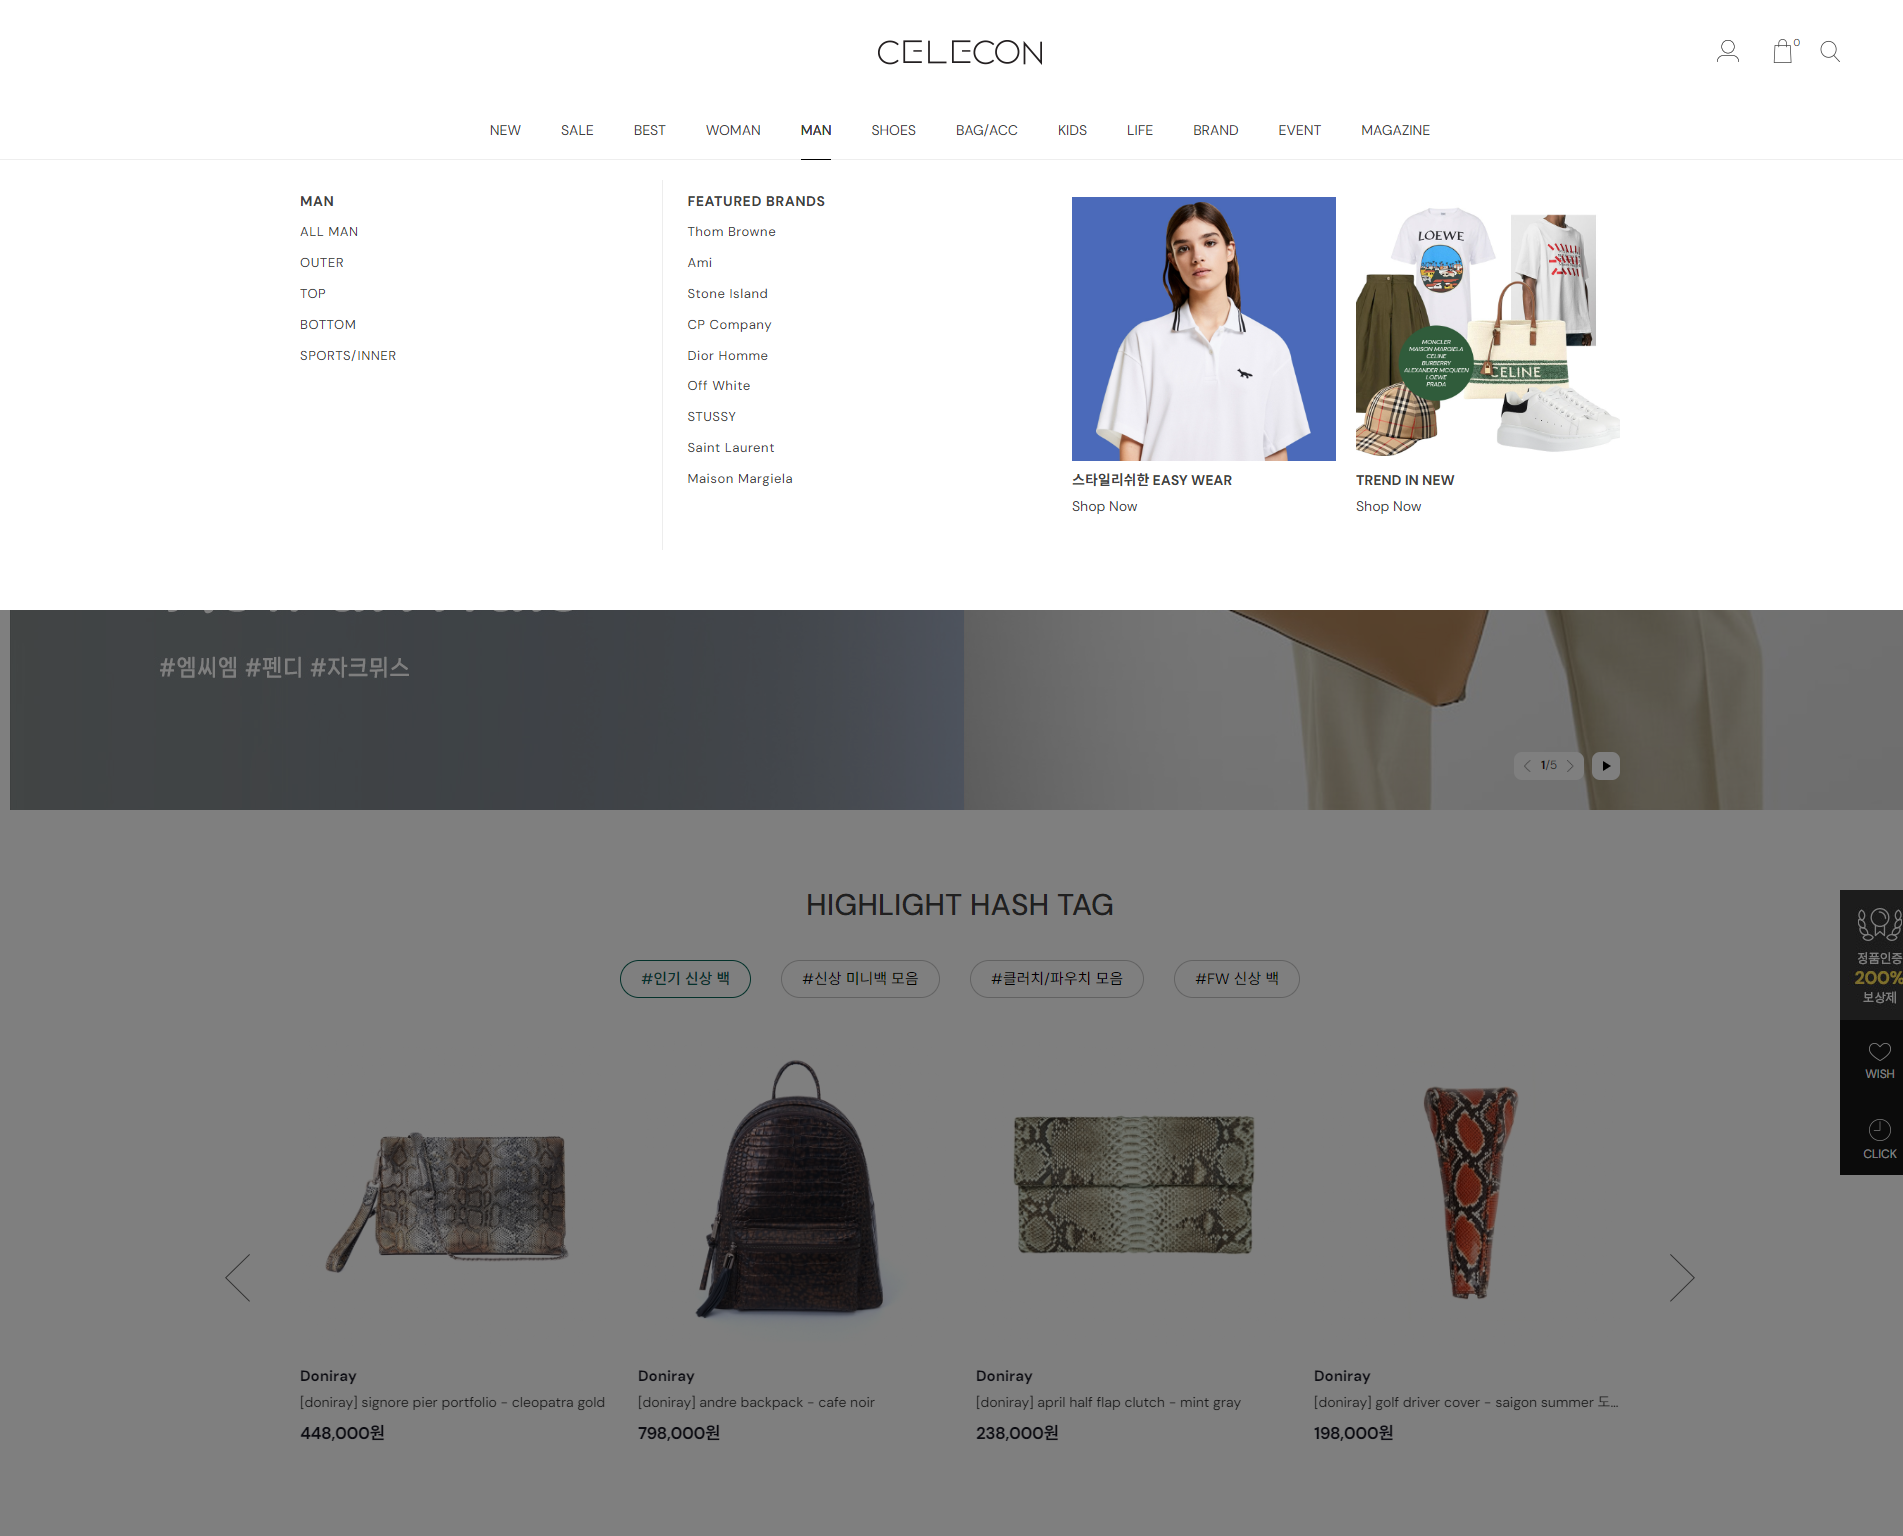 CELECON
0
NEW SALE BEST WOMAN MAN SHOES BAG/ACC KIDS LIFE BRAND EVENT MAGAZINE
MAN
ALL MAN
OUTER
TOP
BOTTOM
SPORTS/INNER
FEATURED BRANDS
Thom Browne
Ami
Stone Island
CP Company
Dior Homme
Off White
STUSSY
Saint Laurent
Maison Margiela
스타일리쉬한 EASY WEAR
Shop Now
LOEWE
MONCLER
MAISON MARGIELA
CELINE
BURBERRY
ALEXANDER MCQUEEN
LOEWE
PRADA
CELINE
TREND IN NEW
Shop Now
#엠씨엠 #펜디 #자크뮈스
1/5
HIGHLIGHT HASH TAG
#인기 신상 백
#신상 미니백 모음
#클러치/파우치 모음
#FW 신상 백
정품인증
200%
보상제
WISH
CLICK
Doniray
[doniray] signore pier portfolio - cleopatra gold
448,000원
Doniray
[doniray] andre backpack - cafe noir
798,000원
Doniray
[doniray] april half flap clutch - mint gray
238,000원
Doniray
[doniray] golf driver cover - saigon summer 도...
198,000원